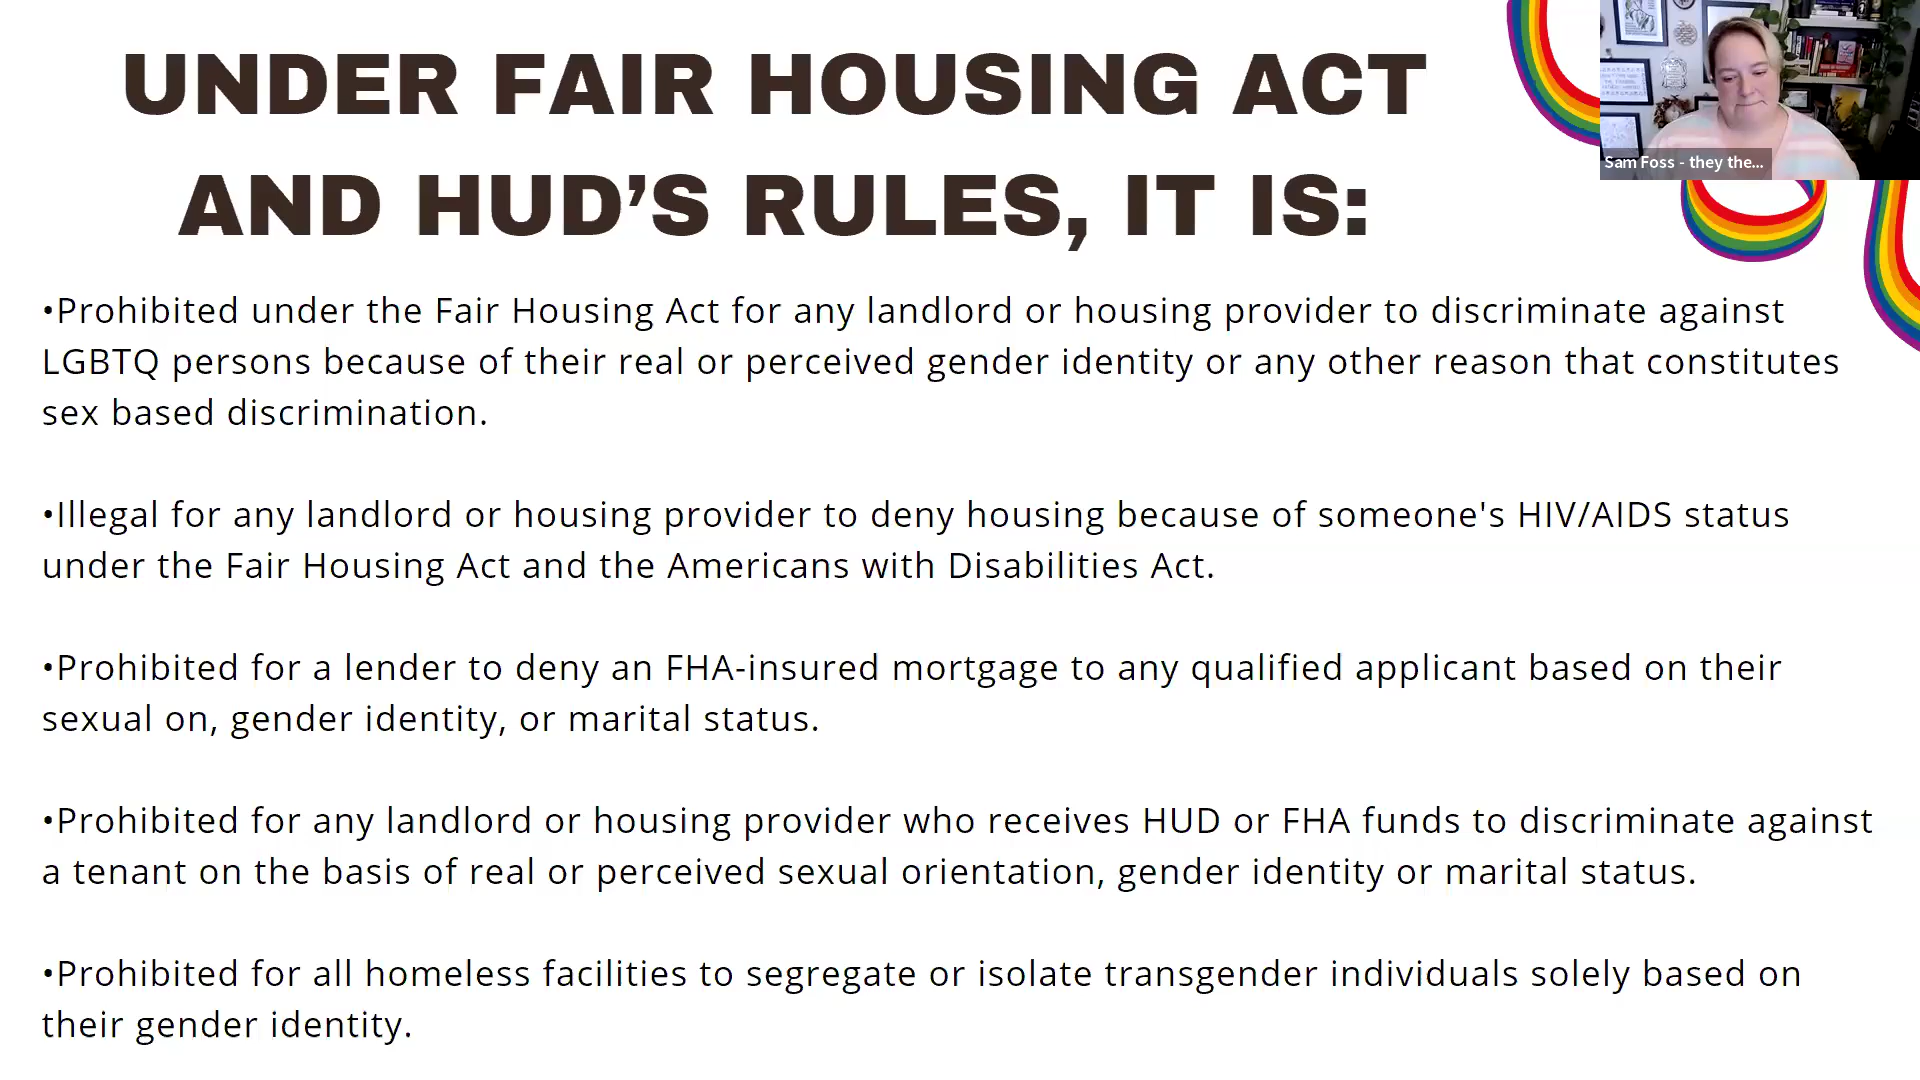 UNDER FAIR HOUSING ACT
AND HUD’S RULES, IT IS:
Sam Foss - they the...
•Prohibited under the Fair Housing Act for any landlord or housing provider to discriminate against
LGBTQ persons because of their real or perceived gender identity or any other reason that constitutes
sex based discrimination.
•Illegal for any landlord or housing provider to deny housing because of someone's HIV/AIDS status
under the Fair Housing Act and the Americans with Disabilities Act.
•Prohibited for a lender to deny an FHA-insured mortgage to any qualified applicant based on their
sexual on, gender identity, or marital status.
•Prohibited for any landlord or housing provider who receives HUD or FHA funds to discriminate against
a tenant on the basis of real or perceived sexual orientation, gender identity or marital status.
•Prohibited for all homeless facilities to segregate or isolate transgender individuals solely based on
their gender identity.